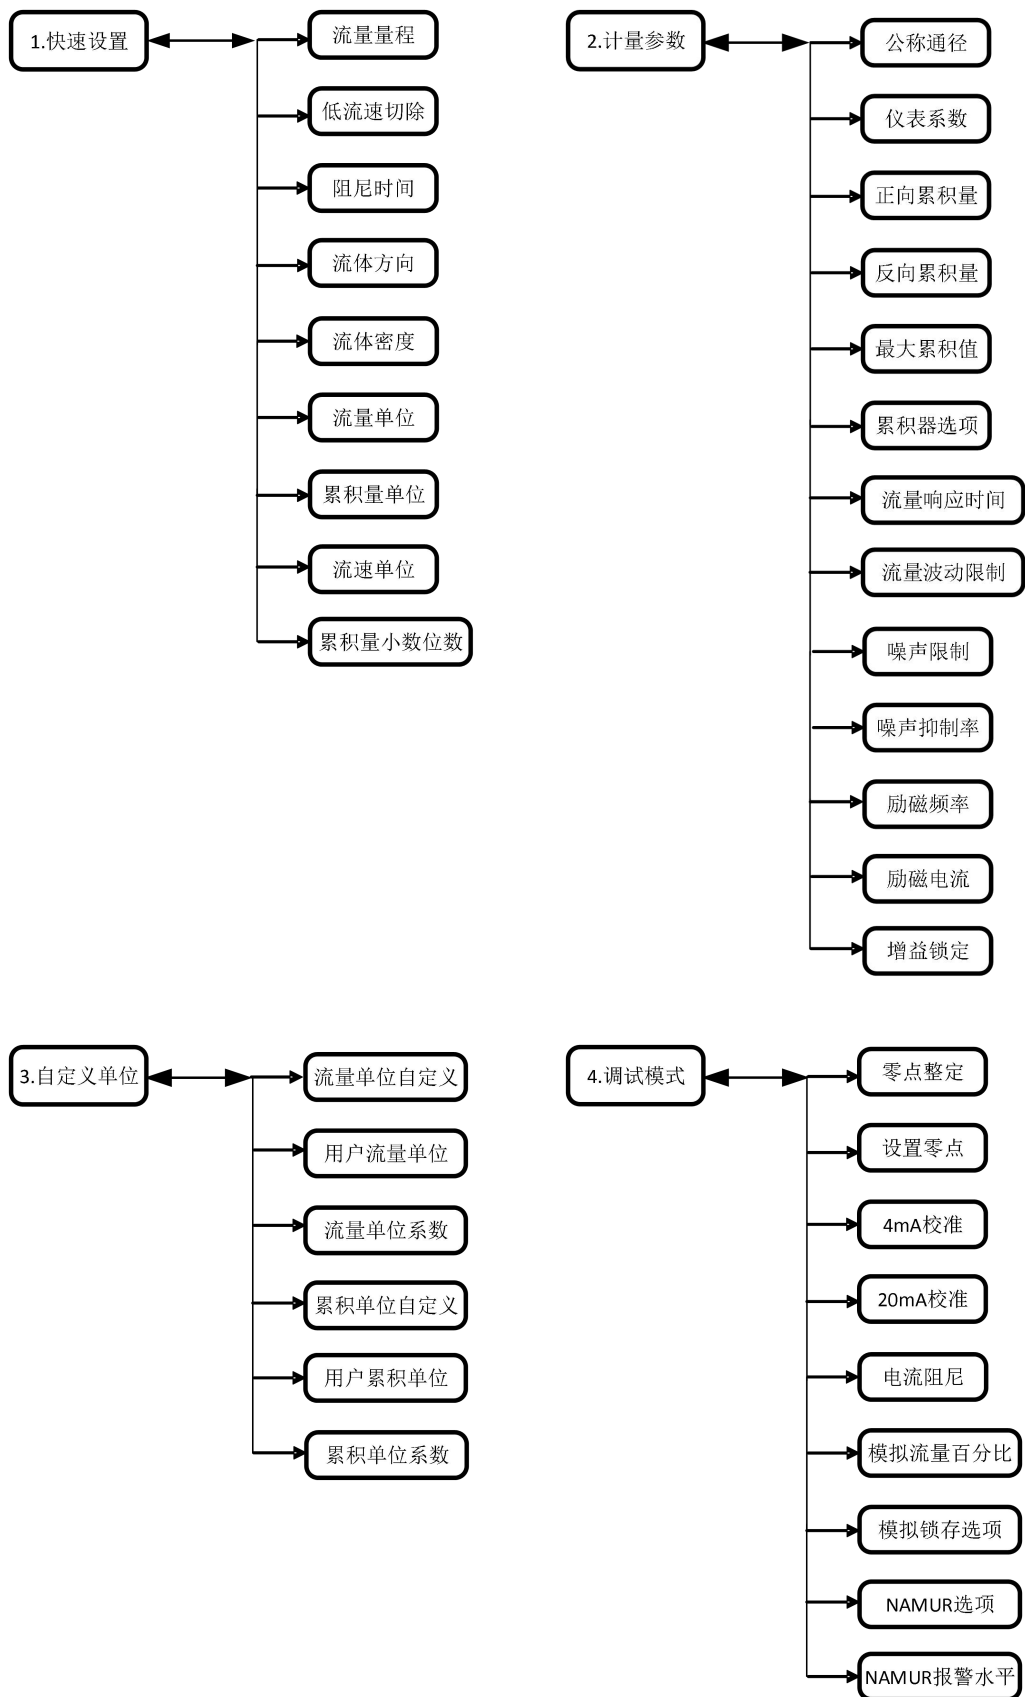 1.快速设置
流量量程
低流速切除
阻尼时间
流体方向
流体密度
流量单位
累积量单位
流速单位
累积量小数位数
2.计量参数
公称通径
仪表系数
正向累积量
反向累积量
最大累积值
累积器选项
流量响应时间
流量波动限制
噪声限制
噪声抑制率
励磁频率
励磁电流
增益锁定
3.自定义单位
流量单位自定义
用户流量单位
流量单位系数
累积单位自定义
用户累积单位
累积单位系数
4.调试模式
零点整定
设置零点
4mA校准
20mA校准
电流阻尼
模拟流量百分比
模拟锁存选项
NAMUR选项
NAMUR报警水平